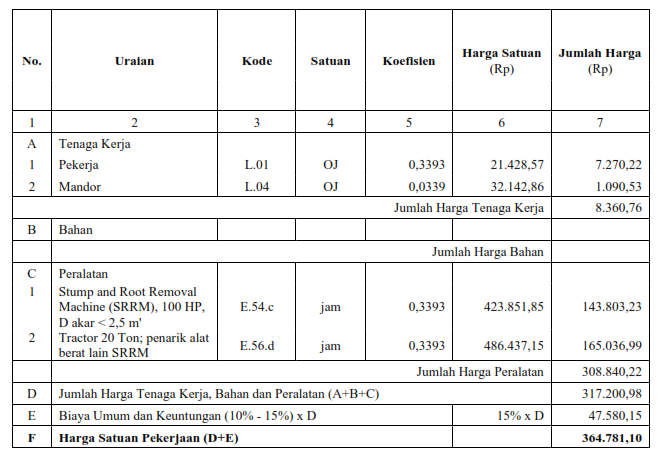 No. Uraian Kode Satuan Koefisien Harga Satuan (Rp) Jumlah Harga (Rp)
1 2 3 4 5 6 7
A Tenaga Kerja
1 Pekerja L.01 OJ 0,3393 21.428,57 7.270,22
2 Mandor L.04 OJ 0,0339 32.142,86 1.090,53
Jumlah Harga Tenaga Kerja 8.360,76
B Bahan
Jumlah Harga Bahan
C Peralatan
1 Stump and Root Removal
Machine (SRRM), 100 HP, E.54.c jam 0,3393 423.851,85 143.803,23
D akar < 2,5 m'
2 Tractor 20 Ton; penarik alat
berat lain SRRM E.56.d jam 0,3393 486.437,15 165.036,99
Jumlah Harga Peralatan 308.840,22
D Jumlah Harga Tenaga Kerja, Bahan dan Peralatan (A+B+C) 317.200,98
E Biaya Umum dan Keuntungan (10% - 15%) x D 15% x D 47.580,15
F Harga Satuan Pekerjaan (D+E) 364.781,10